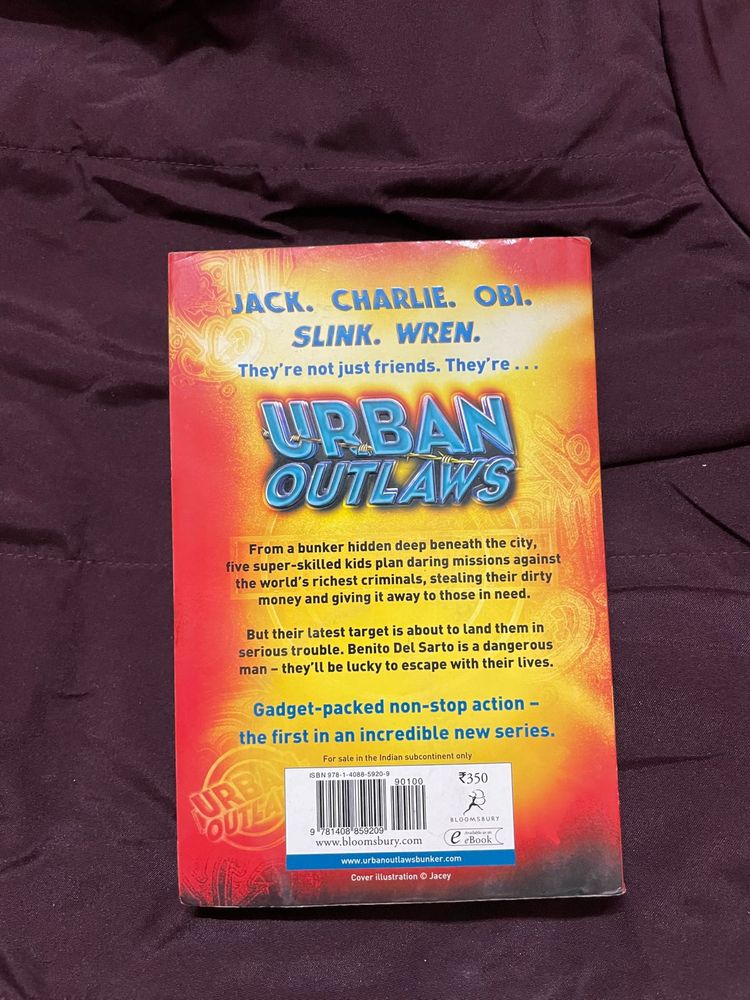 JACK. CHARLIE. OBI.
SLINK. WREN.
They're not just friends. They're . . .
URBAN
OUTLAWS
From a bunker hidden deep beneath the city,
five super-skilled kids plan daring missions against
the world's richest criminals, stealing their dirty
money and giving it away to those in need.
But their latest target is about to land them in
serious trouble. Benito Del Sarto is a dangerous
man – they'll be lucky to escape with their lives.
Gadget-packed non-stop action –
the first in an incredible new series.
For sale in the Indian subcontinent only
URBAN
OUTLAWS
ISBN 978-1-4088-5920-9
90100
9 781408 859209
www.bloomsbury.com
₹350
BLOOMSBURY
e Available as an
eBook
www.urbanoutlawsbunker.com
Cover illustration © Jacey